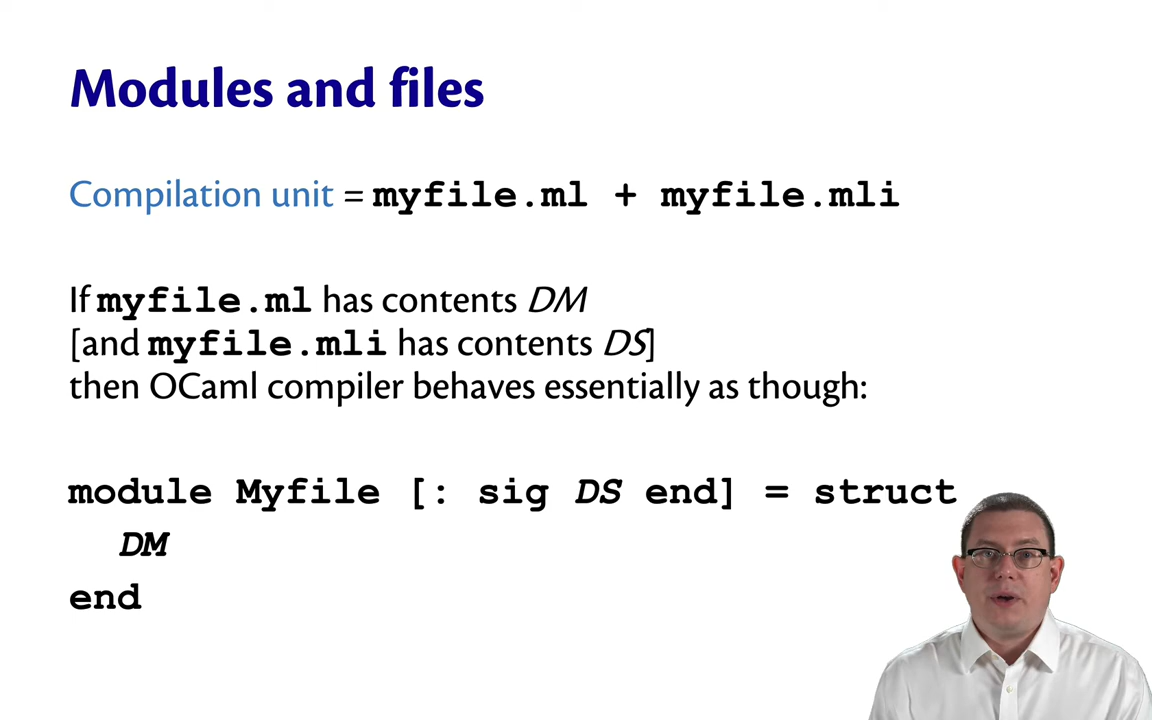 Modules and files
Compilation unit = myfile.ml + myfile.mli
If myfile.ml has contents DM
[and myfile.mli has contents DS]
then OCaml compiler behaves essentially as though:
module Myfile [: sig DS end] = struct
DM
end